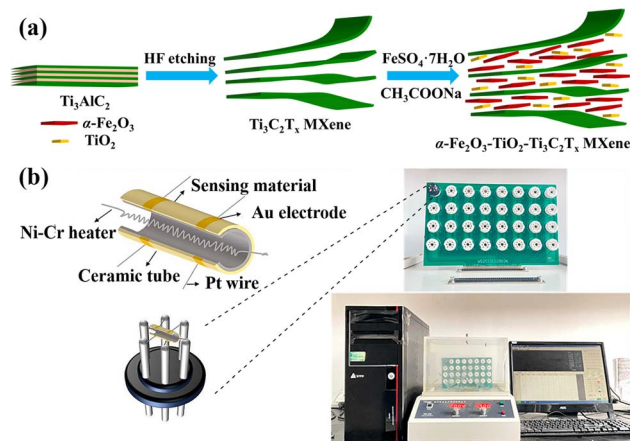 (a)
HF etching
FeSO₄·7H₂O
CH₃COONa
Ti₃AlC₂
α-Fe₂O₃
TiO₂
Ti₃C₂Tₓ MXene
α-Fe₂O₃-TiO₂-Ti₃C₂Tₓ MXene
(b)
Sensing material
Au electrode
Ni-Cr heater
Ceramic tube
Pt wire